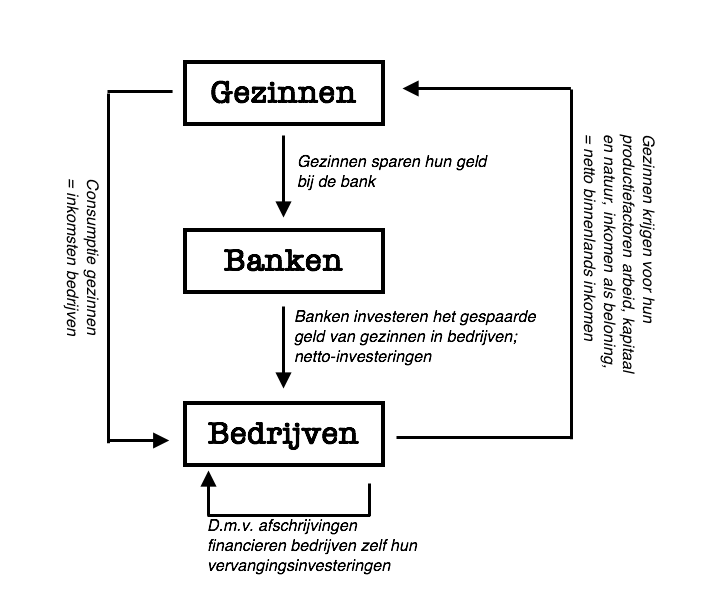 Gezinnen
Gezinnen sparen hun geld
bij de bank
Consumptie gezinnen
= inkomsten bedrijven
Gezinnen krijgen voor hun
productiefactoren arbeid, kapitaal
en natuur, inkomen als beloning,
= netto binnenlands inkomen
Banken
Banken investeren het gespaarde
geld van gezinnen in bedrijven;
netto-investeringen
Bedrijven
D.m.v. afschrijvingen
financieren bedrijven zelf hun
vervangingsinvesteringen